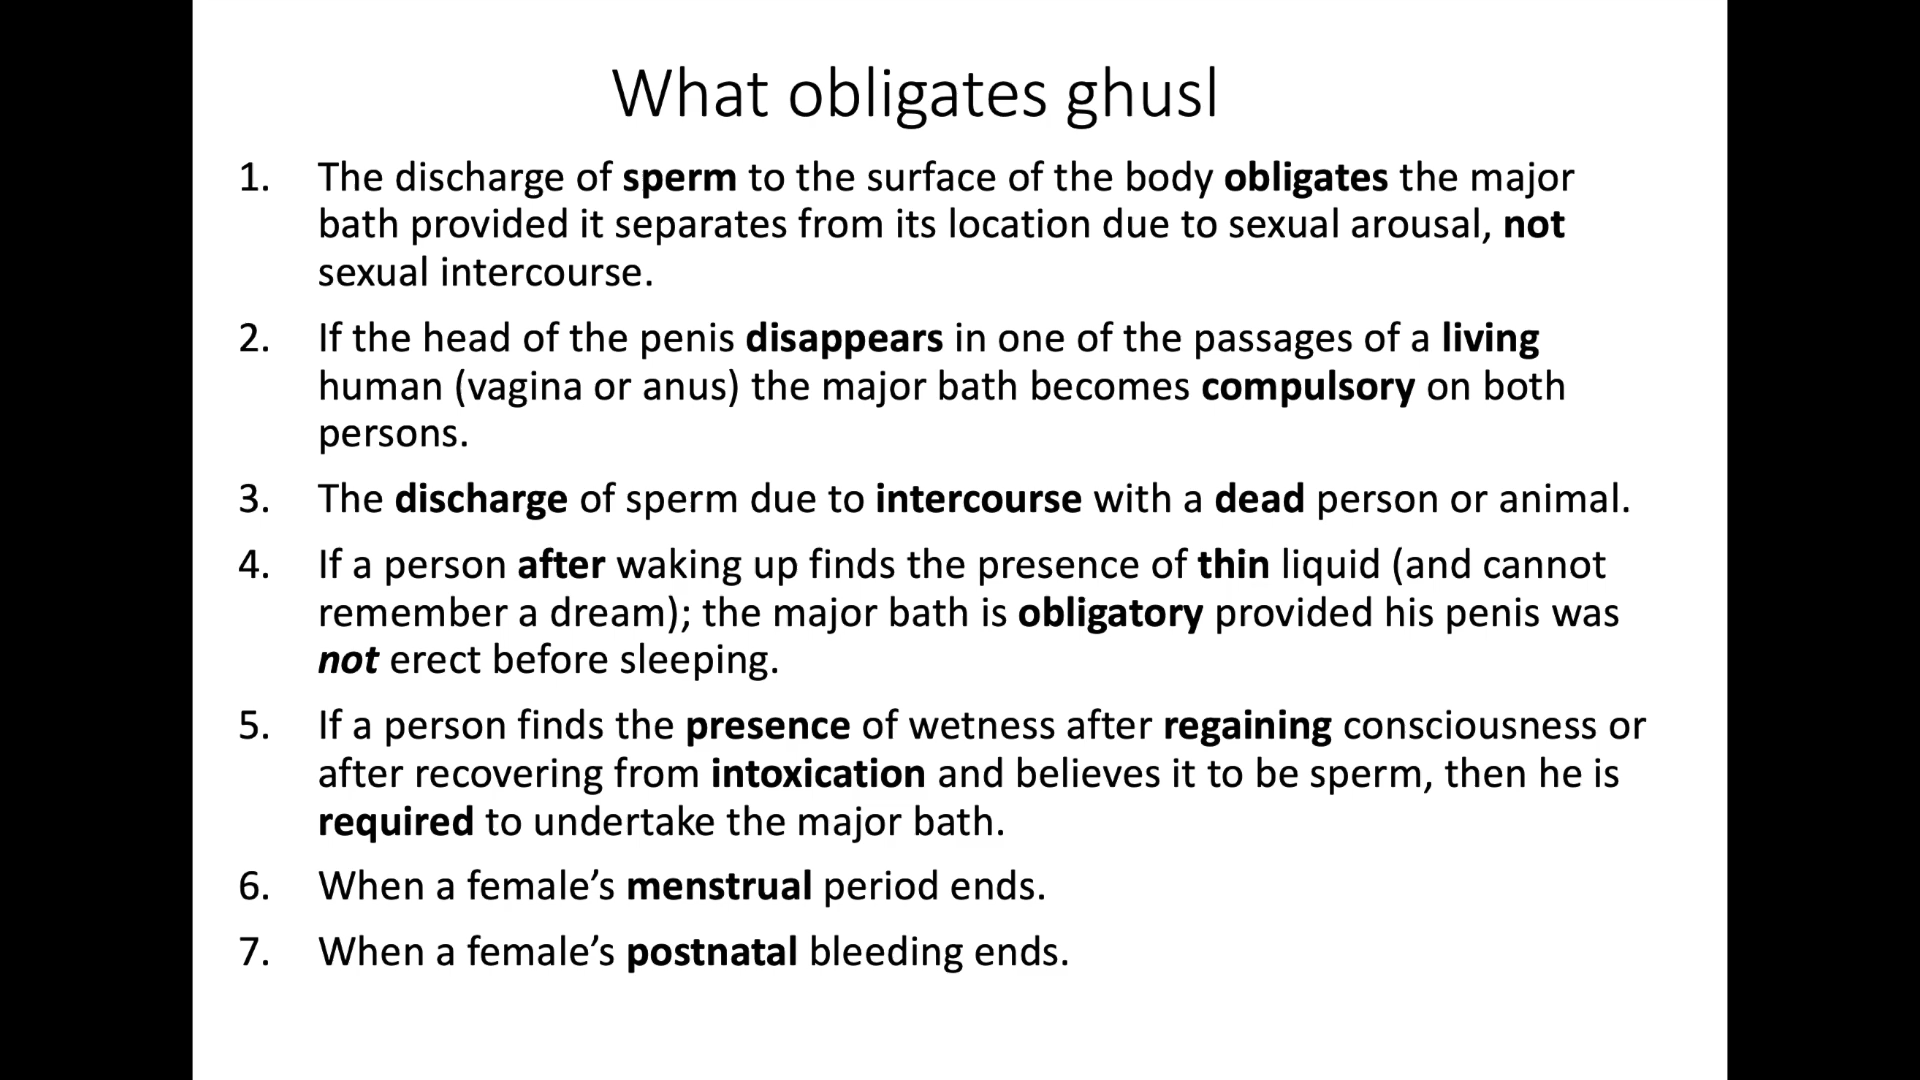 What obligates ghusl
1. The discharge of sperm to the surface of the body obligates the major
bath provided it separates from its location due to sexual arousal, not
sexual intercourse.
2. If the head of the penis disappears in one of the passages of a living
human (vagina or anus) the major bath becomes compulsory on both
persons.
3. The discharge of sperm due to intercourse with a dead person or animal.
4. If a person after waking up finds the presence of thin liquid (and cannot
remember a dream); the major bath is obligatory provided his penis was
not erect before sleeping.
5. If a person finds the presence of wetness after regaining consciousness or
after recovering from intoxication and believes it to be sperm, then he is
required to undertake the major bath.
6. When a female’s menstrual period ends.
7. When a female’s postnatal bleeding ends.